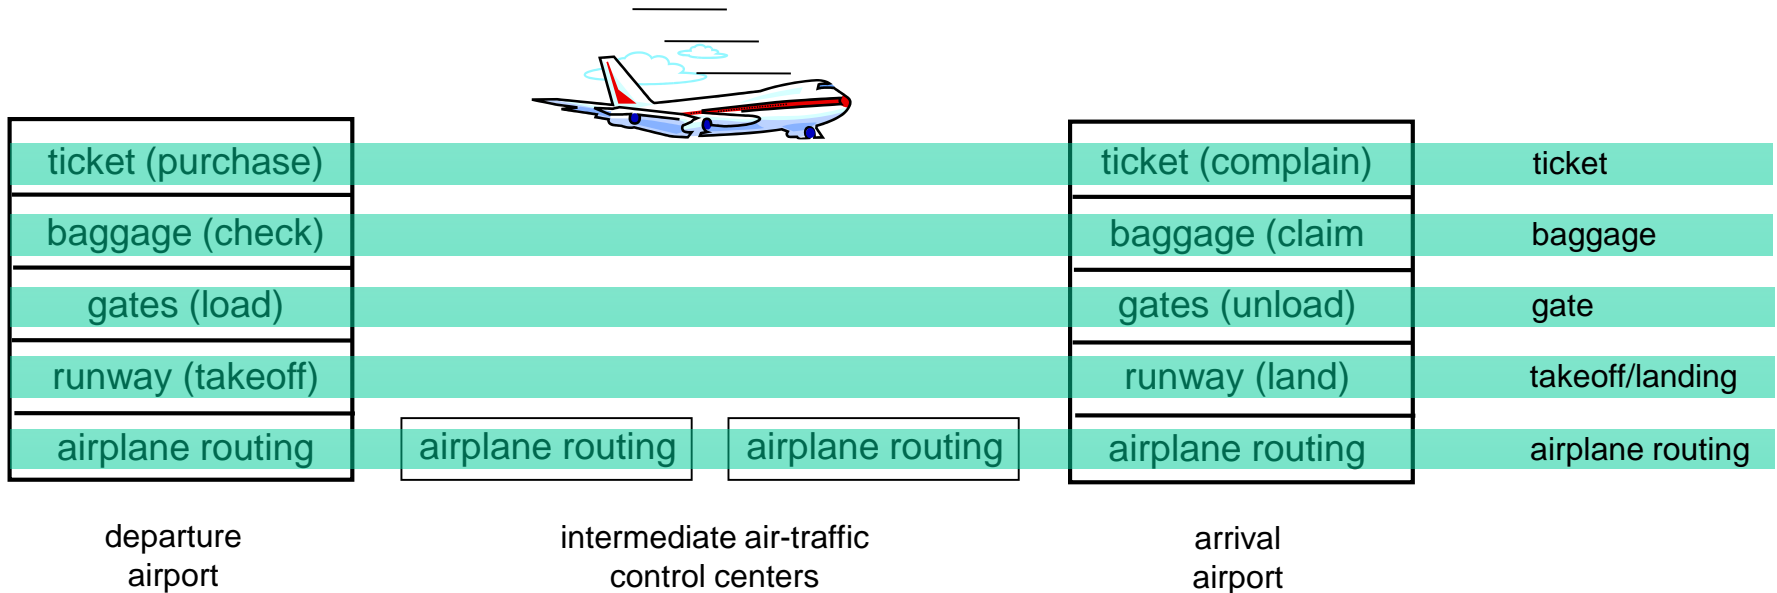 ticket (purchase) ticket (complain) ticket
baggage (check) baggage (claim baggage
gates (load) gates (unload) gate
runway (takeoff) runway (land) takeoff/landing
airplane routing airplane routing airplane routing airplane routing airplane routing
departure intermediate air-traffic arrival
airport control centers airport